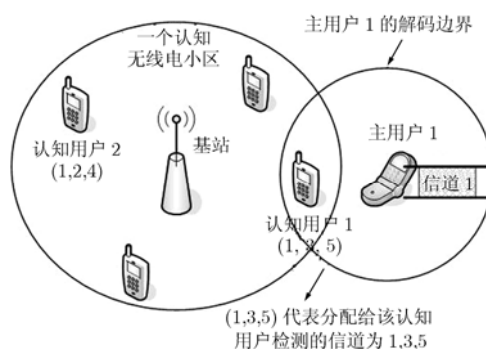 一个认知
无线电小区
主用户 1 的解码边界
主用户 1
认知用户 2
(1,2,4)
基站
信道 1
认知用户 1
(1, 3, 5)
(1,3,5) 代表分配给该认知
用户检测的信道为 1,3,5